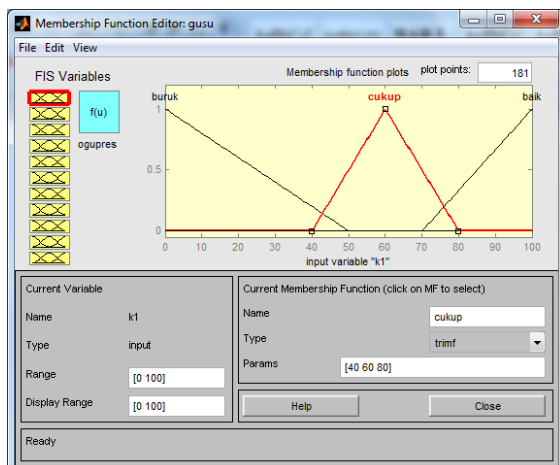 Membership Function Editor: gusu
File Edit View
FIS Variables
f(u)
ogupres
Membership function plots plot points: 181
buruk cukup baik
1
0.5
0
0 10 20 30 40 50 60 70 80 90 100
input variable "k1"
Current Variable
Name k1
Type input
Range [0 100]
Display Range [0 100]
Current Membership Function (click on MF to select)
Name cukup
Type trimf
Params [40 60 80]
Help Close
Ready